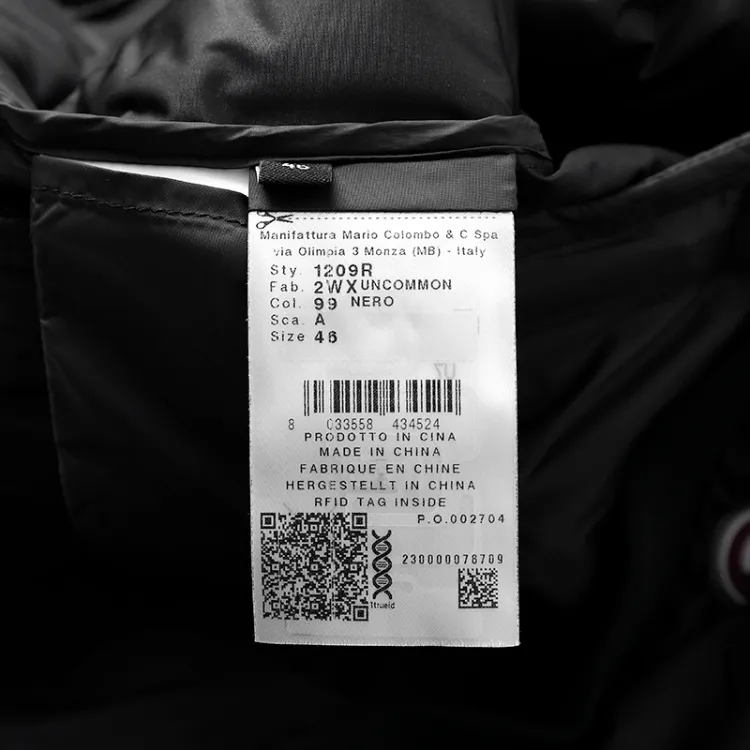 Manifattura Mario Colombo & C Spa
via Olimpia 3 Monza (MB) - Italy
Sty. 1209R
Fab. 2WX UNCOMMON
Col. 99 NERO
Sca. A
Size 46
8 033558 434524
PRODOTTO IN CINA
MADE IN CHINA
FABRIQUE EN CHINE
HERGESTELLT IN CHINA
RFID TAG INSIDE
P.O.002704
230000078709
1trueid